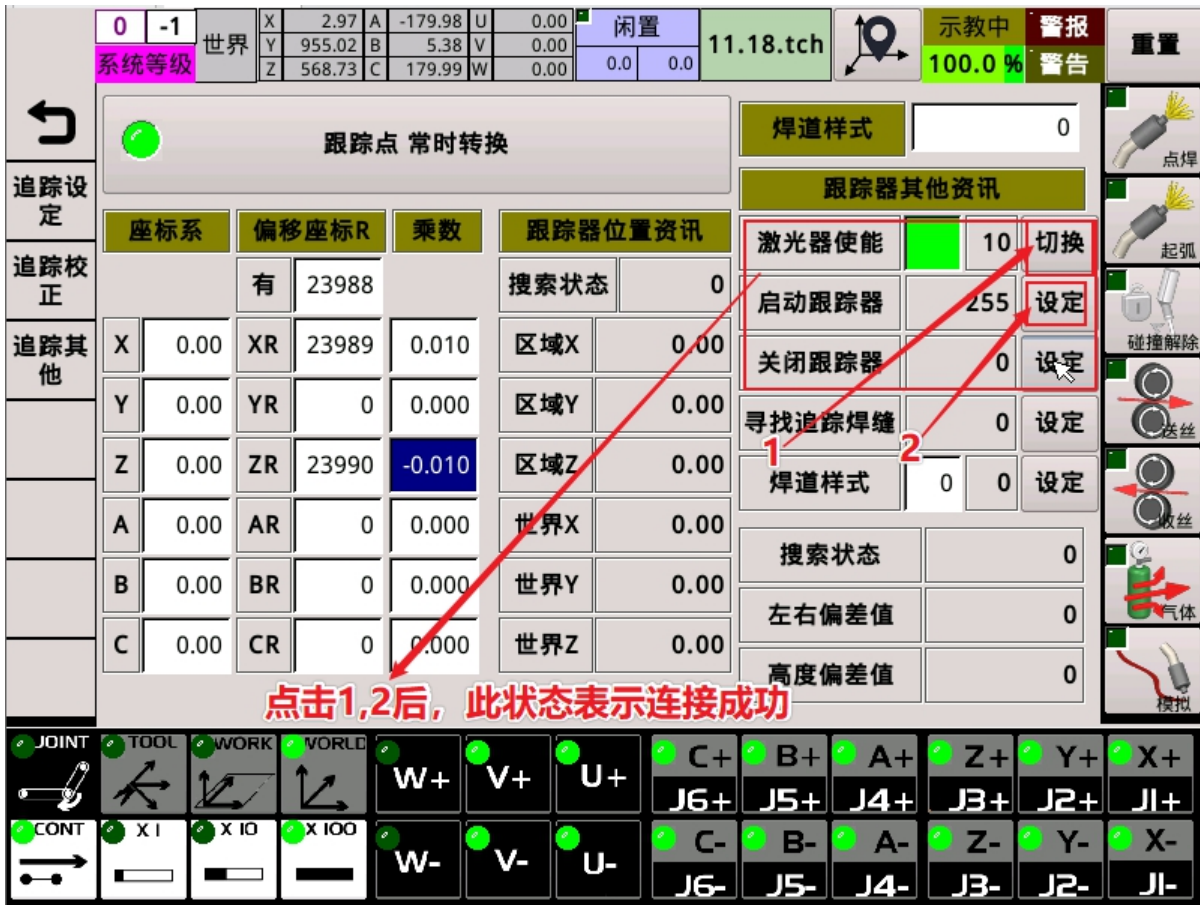 0 -1 世界 X 2.97 A -179.98 U 0.00 闲置 11.18.tch 示教中 警报 重置
Y 955.02 B 5.38 V 0.00
系统等级 Z 568.73 C 179.99 W 0.00 0.0 0.0 100.0 % 警告
跟踪点 常时转换
焊道样式 0
点焊
追踪设定
跟踪器其他资讯
座标系 偏移座标R 乘数 跟踪器位置资讯
激光器使能 10 切换
起弧
追踪校正
有 23988 搜索状态 0
启动跟踪器 255 设定
碰撞解除
追踪其他
X 0.00 XR 23989 0.010 区域X 0.00
关闭跟踪器 0 设定
Y 0.00 YR 0 0.000 区域Y 0.00
寻找追踪焊缝 0 设定
送丝
1 2
Z 0.00 ZR 23990 -0.010 区域Z 0.00
焊道样式 0 0 设定
收丝
A 0.00 AR 0 0.000 世界X 0.00
搜索状态 0
B 0.00 BR 0 0.000 世界Y 0.00
左右偏差值 0
气体
C 0.00 CR 0 0.000 世界Z 0.00
高度偏差值 0
模拟
点击1,2后，此状态表示连接成功
JOINT TOOL WORK WORLD W+ V+ U+ C+ B+ A+ Z+ Y+ X+
J6+ J5+ J4+ J3+ J2+ J1+
CONT X 1 X 10 X 100 W- V- U- C- B- A- Z- Y- X-
J6- J5- J4- J3- J2- J1-